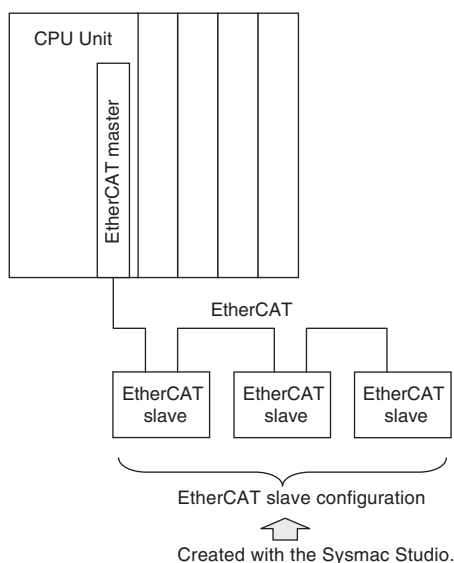 CPU Unit
EtherCAT master
EtherCAT
EtherCAT
slave
EtherCAT
slave
EtherCAT
slave
EtherCAT slave configuration
Created with the Sysmac Studio.